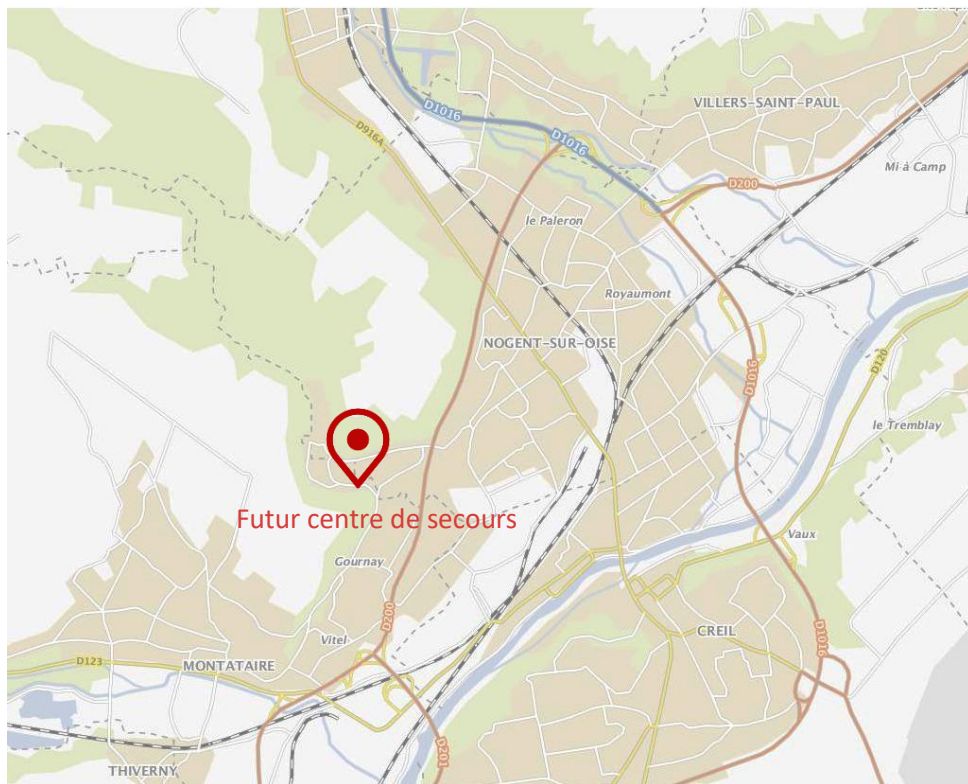 VILLERS-SAINT-PAUL
D1016
D1016
D916A
Mi à Camp
D200
le Paleron
Royaumont
NOGENT-SUR-OISE
D120
D1016
le Tremblay
Futur centre de secours
Vaux
Gournay
D200
Vitel
CREIL
D1016
D123
MONTATAIRE
D201
THIVERNY